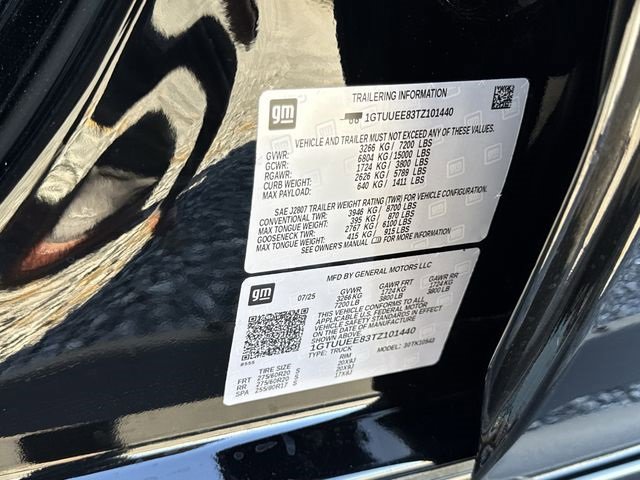 gm
TRAILERING INFORMATION
1GTUUEE83TZ101440
VEHICLE AND TRAILER MUST NOT EXCEED ANY OF THESE VALUES.
GVWR: 3266 KG / 7200 LBS
GCWR: 6804 KG / 15000 LBS
RGAWR: 1724 KG / 3800 LBS
CURB WEIGHT: 2626 KG / 5789 LBS
MAX PAYLOAD: 640 KG / 1411 LBS
SAE J2807 TRAILER WEIGHT RATING (TWR) FOR VEHICLE CONFIGURATION.
CONVENTIONAL TWR: 3946 KG / 8700 LBS
MAX TONGUE WEIGHT: 395 KG / 870 LBS
GOOSENECK TWR: 2767 KG / 6100 LBS
MAX TONGUE WEIGHT: 415 KG / 915 LBS
SEE OWNER'S MANUAL FOR MORE INFORMATION
gm
MFD BY GENERAL MOTORS LLC
07/25
GVWR GAWR FRT GAWR RR
3266 KG 1724 KG 1724 KG
7200 LB 3800 LB 3800 LB
THIS VEHICLE CONFORMS TO ALL
APPLICABLE U.S. FEDERAL MOTOR
VEHICLE SAFETY STANDARDS IN EFFECT
ON THE DATE OF MANUFACTURE
SHOWN ABOVE.
1GTUUEE83TZ101440
TYPE: TRUCK MODEL: 39TK10543
TIRE SIZE RIM
FRT 275/60R20 S 20X9J
RR 275/60R20 S 20X9J
SPA 255/80R17 S 17X8J